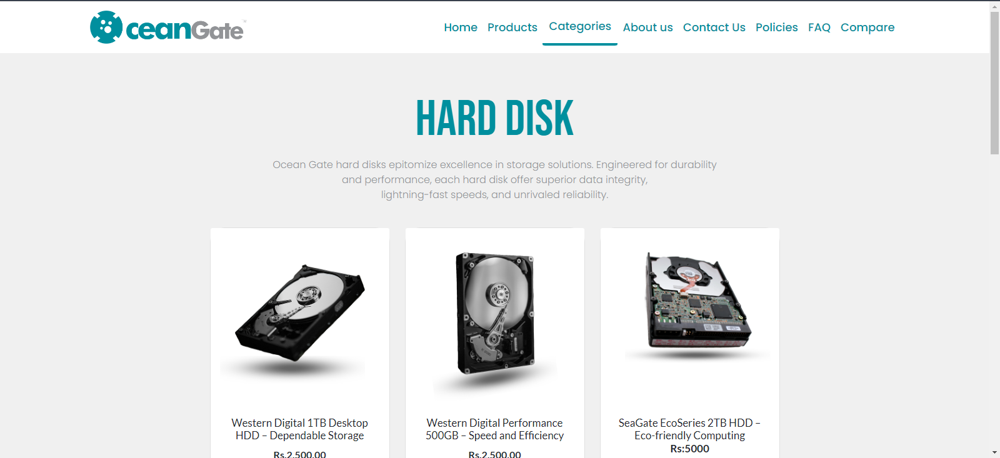 ceanGate
TM
Home Products Categories About us Contact Us Policies FAQ Compare
HARD DISK
Ocean Gate hard disks epitomize excellence in storage solutions. Engineered for durability
and performance, each hard disk offer superior data integrity,
lightning-fast speeds, and unrivaled reliability.
Western Digital 1TB Desktop
HDD – Dependable Storage
Rs.2,500.00
Western Digital Performance
500GB – Speed and Efficiency
Rs.2,500.00
SeaGate EcoSeries 2TB HDD –
Eco-friendly Computing
Rs:5000